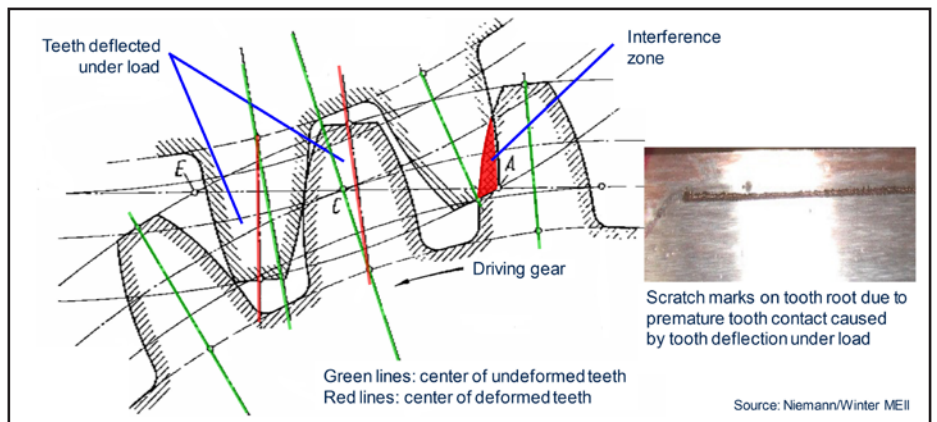 Teeth deflected
under load
Interference
zone
E
A
C
Driving gear
Scratch marks on tooth root due to
premature tooth contact caused
by tooth deflection under load
Green lines: center of undeformed teeth
Red lines: center of deformed teeth
Source: Niemann/Winter MEII